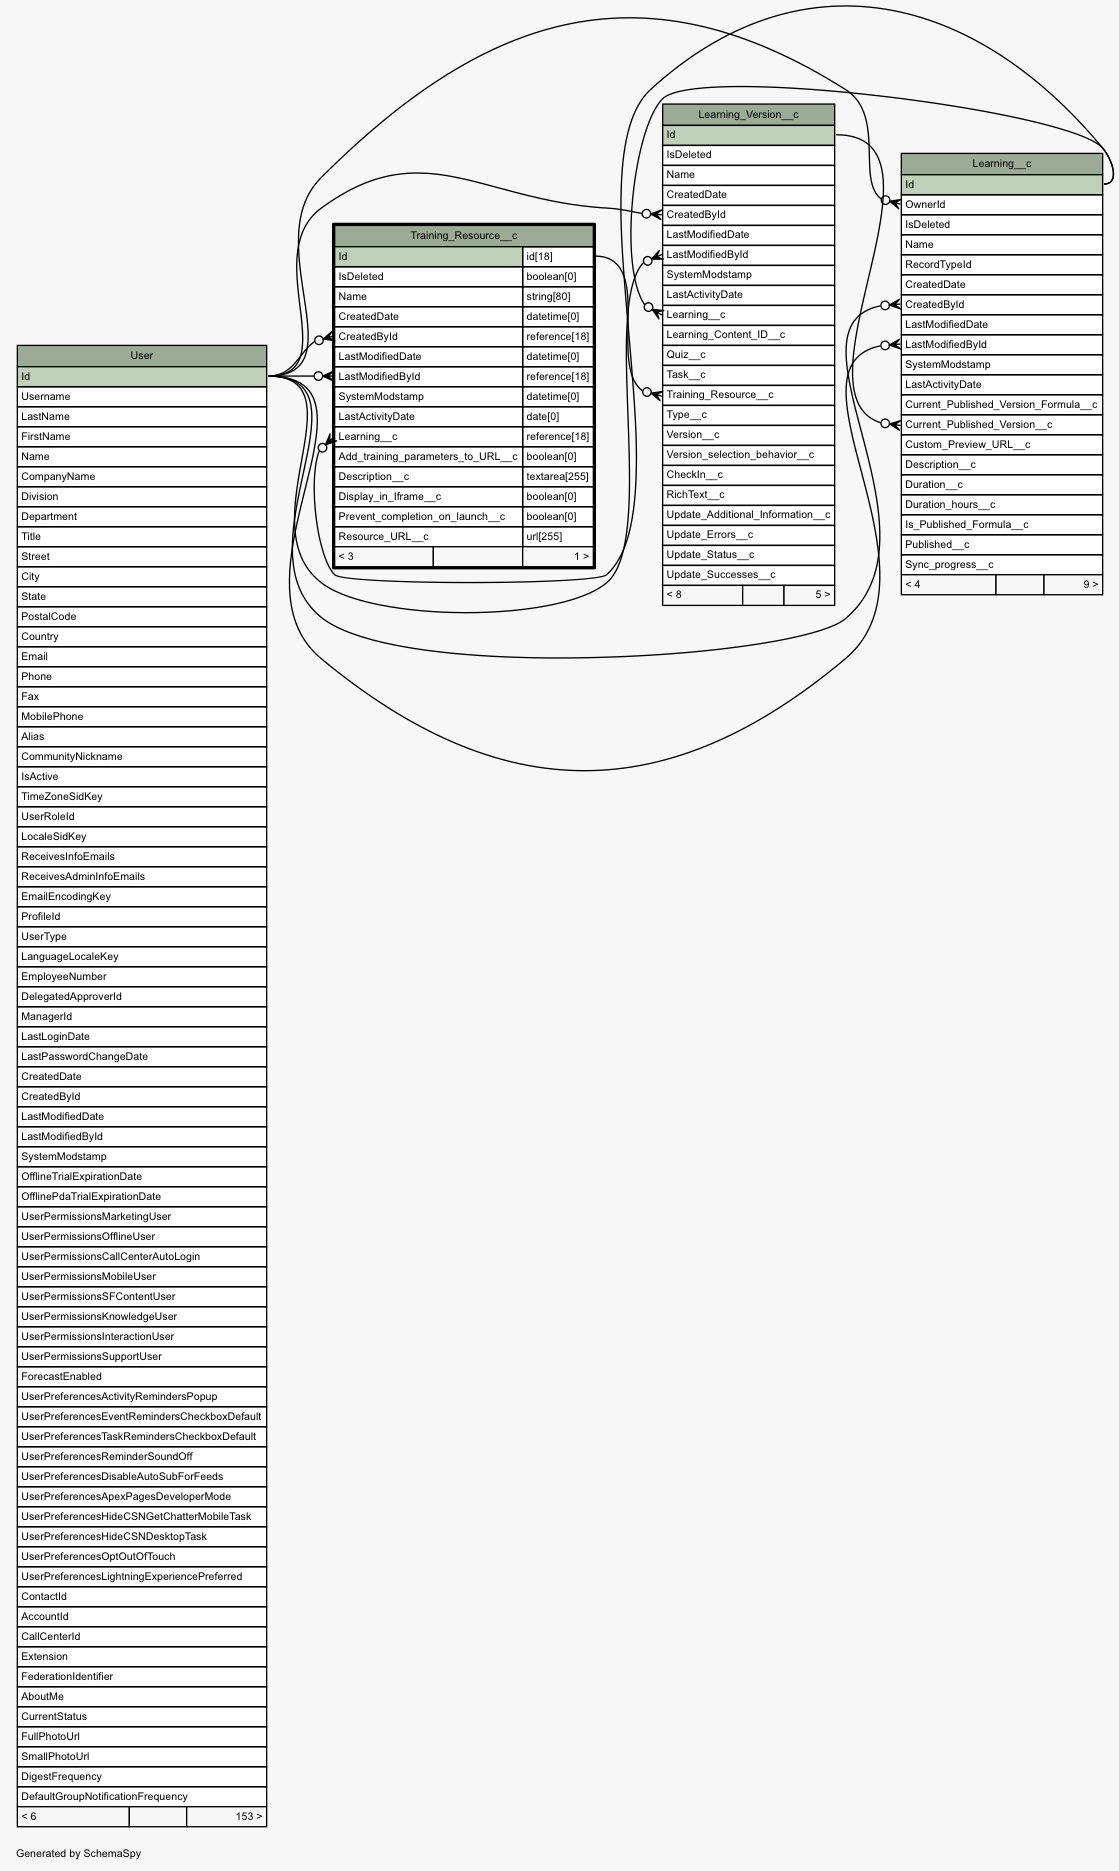 Learning_Version__c
Id
IsDeleted
Name
CreatedDate
CreatedById
LastModifiedDate
LastModifiedById
SystemModstamp
LastActivityDate
Learning__c
Learning_Content_ID__c
Quiz__c
Task__c
Training_Resource__c
Type__c
Version__c
Version_selection_behavior__c
CheckIn__c
RichText__c
Update_Additional_Information__c
Update_Errors__c
Update_Status__c
Update_Successes__c
< 8 5 >
Learning__c
Id
OwnerId
IsDeleted
Name
RecordTypeId
CreatedDate
CreatedById
LastModifiedDate
LastModifiedById
SystemModstamp
LastActivityDate
Current_Published_Version_Formula__c
Current_Published_Version__c
Custom_Preview_URL__c
Description__c
Duration__c
Duration_hours__c
Is_Published_Formula__c
Published__c
Sync_progress__c
< 4 9 >
Training_Resource__c
Id id[18]
IsDeleted boolean[0]
Name string[80]
CreatedDate datetime[0]
CreatedById reference[18]
LastModifiedDate datetime[0]
LastModifiedById reference[18]
SystemModstamp datetime[0]
LastActivityDate date[0]
Learning__c reference[18]
Add_training_parameters_to_URL__c boolean[0]
Description__c textarea[255]
Display_in_Iframe__c boolean[0]
Prevent_completion_on_launch__c boolean[0]
Resource_URL__c url[255]
< 3 1 >
User
Id
Username
LastName
FirstName
Name
CompanyName
Division
Department
Title
Street
City
State
PostalCode
Country
Email
Phone
Fax
MobilePhone
Alias
CommunityNickname
IsActive
TimeZoneSidKey
UserRoleId
LocaleSidKey
ReceivesInfoEmails
ReceivesAdminInfoEmails
EmailEncodingKey
ProfileId
UserType
LanguageLocaleKey
EmployeeNumber
DelegatedApproverId
ManagerId
LastLoginDate
LastPasswordChangeDate
CreatedDate
CreatedById
LastModifiedDate
LastModifiedById
SystemModstamp
OfflineTrialExpirationDate
OfflinePdaTrialExpirationDate
UserPermissionsMarketingUser
UserPermissionsOfflineUser
UserPermissionsCallCenterAutoLogin
UserPermissionsMobileUser
UserPermissionsSFContentUser
UserPermissionsKnowledgeUser
UserPermissionsInteractionUser
UserPermissionsSupportUser
ForecastEnabled
UserPreferencesActivityRemindersPopup
UserPreferencesEventRemindersCheckboxDefault
UserPreferencesTaskRemindersCheckboxDefault
UserPreferencesReminderSoundOff
UserPreferencesDisableAutoSubForFeeds
UserPreferencesApexPagesDeveloperMode
UserPreferencesHideCSNGetChatterMobileTask
UserPreferencesHideCSNDesktopTask
UserPreferencesOptOutOfTouch
UserPreferencesLightningExperiencePreferred
ContactId
AccountId
CallCenterId
Extension
FederationIdentifier
AboutMe
CurrentStatus
FullPhotoUrl
SmallPhotoUrl
DigestFrequency
DefaultGroupNotificationFrequency
< 6 153 >
Generated by SchemaSpy